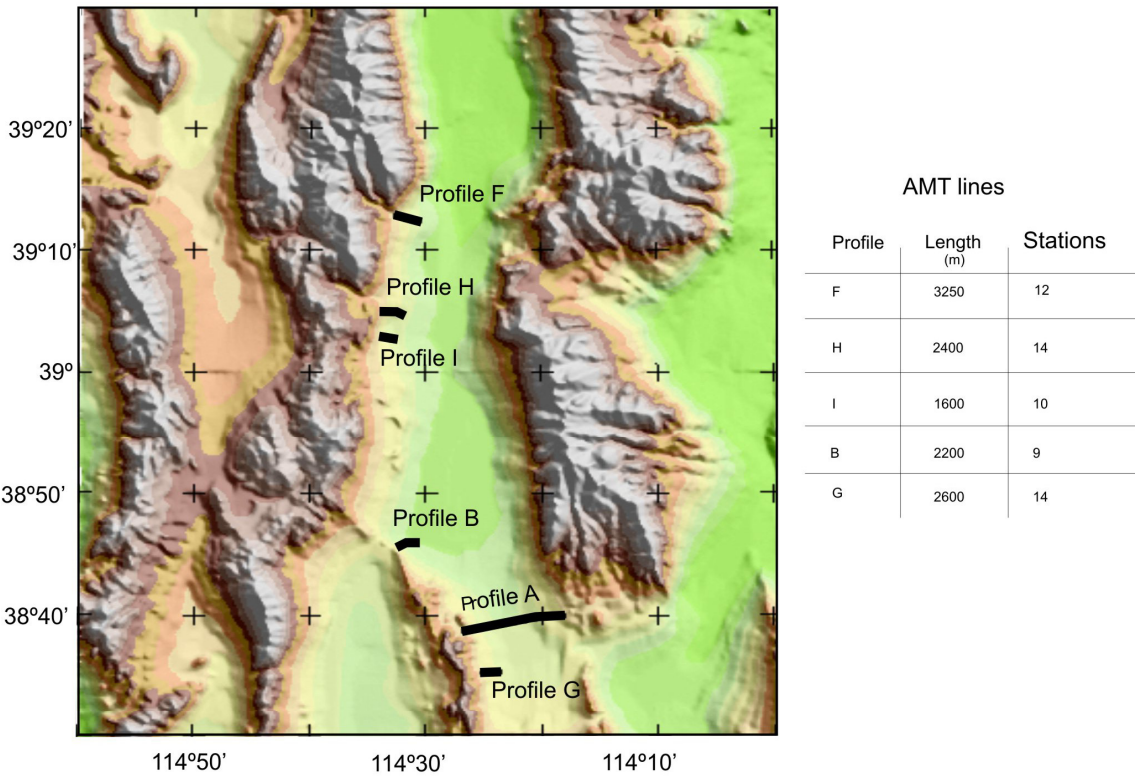 39º20’
39º10’
39º
38º50’
38º40’
114º50’
114º30’
114º10’
Profile F
Profile H
Profile I
Profile B
Profile A
Profile G
AMT lines
Profile Length (m) Stations
F 3250 12
H 2400 14
I 1600 10
B 2200 9
G 2600 14